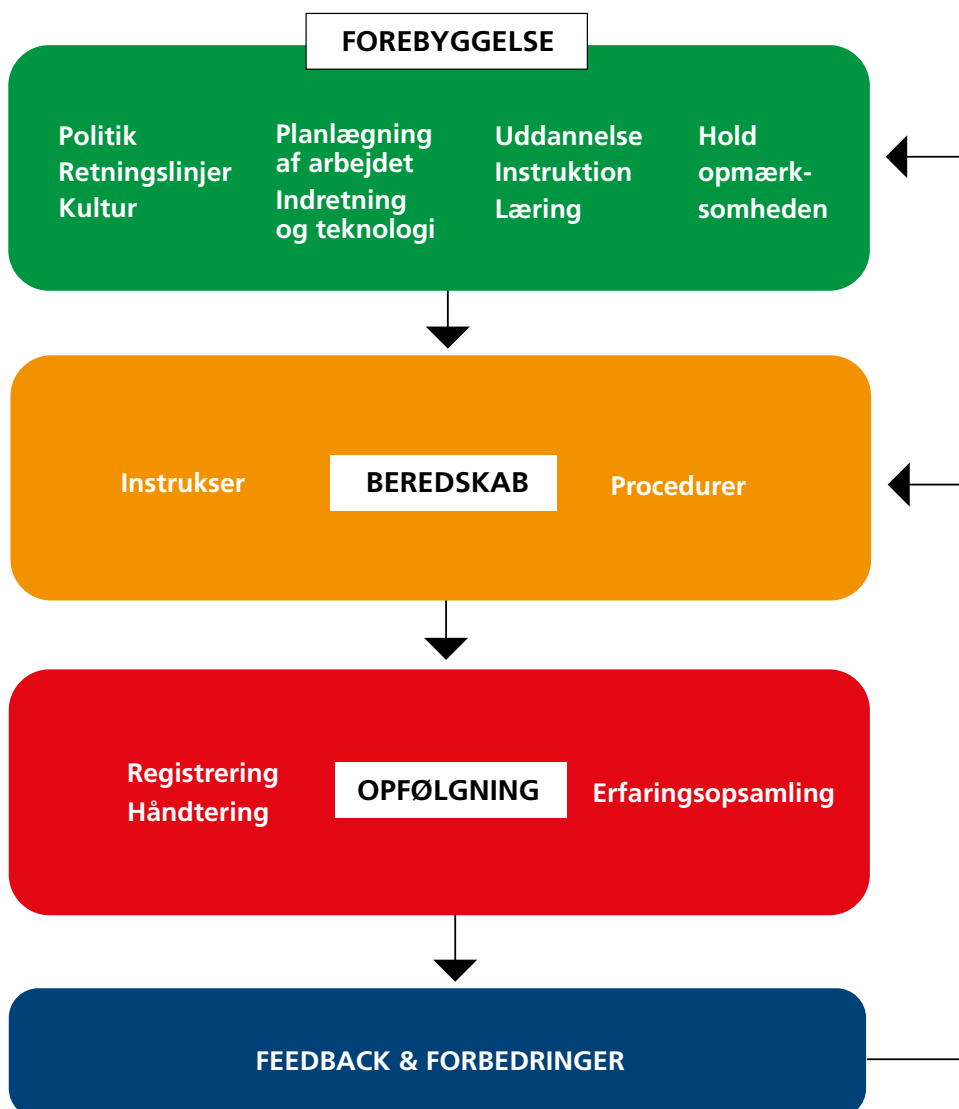 FOREBYGGELSE
Politik
Retningslinjer
Kultur
Planlægning
af arbejdet
Indretning
og teknologi
Uddannelse
Instruktion
Læring
Hold
opmærk-
somheden
Instrukser
BEREDSKAB
Procedurer
Registrering
Håndtering
OPFØLGNING
Erfaringsopsamling
FEEDBACK & FORBEDRINGER